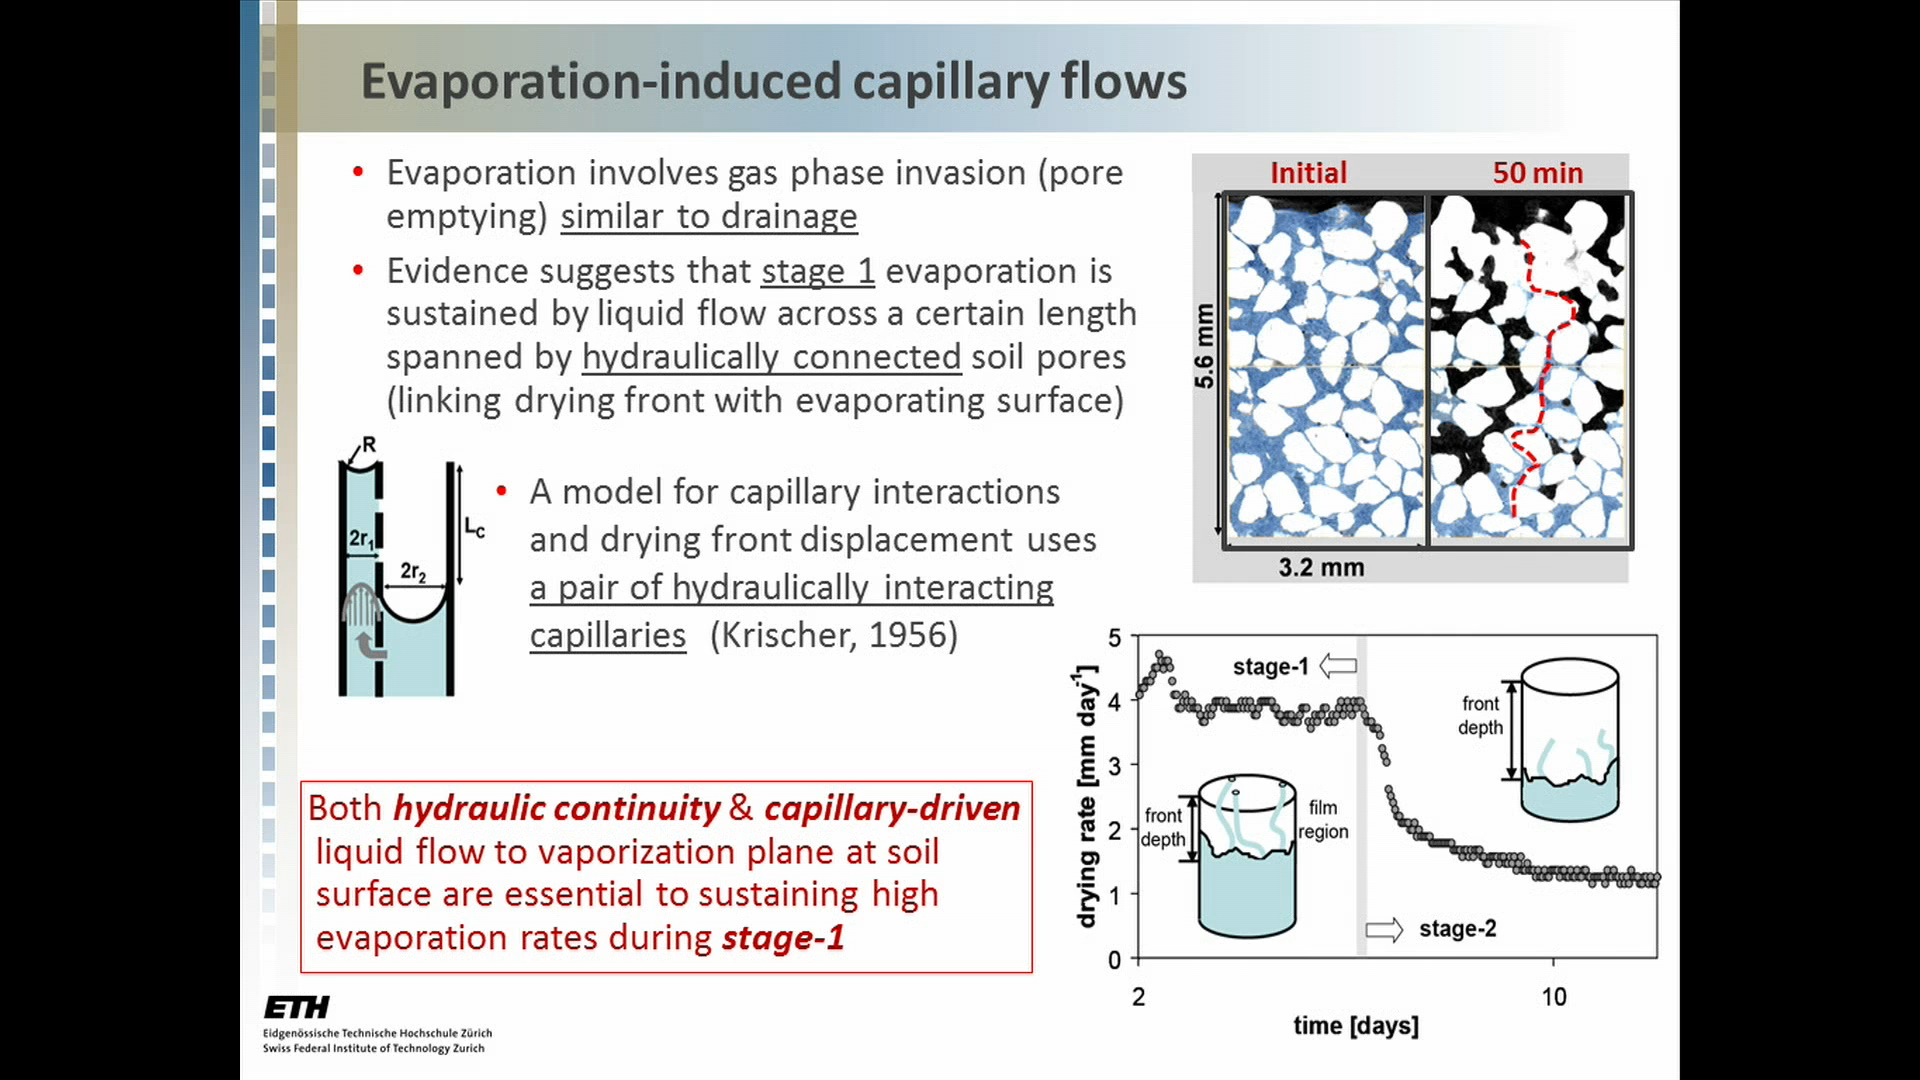 Evaporation-induced capillary flows
• Evaporation involves gas phase invasion (pore
emptying) similar to drainage
• Evidence suggests that stage 1 evaporation is
sustained by liquid flow across a certain length
spanned by hydraulically connected soil pores
(linking drying front with evaporating surface)
R
2r1
2r2
Lc
• A model for capillary interactions
and drying front displacement uses
a pair of hydraulically interacting
capillaries (Krischer, 1956)
Both hydraulic continuity & capillary-driven
liquid flow to vaporization plane at soil
surface are essential to sustaining high
evaporation rates during stage-1
Initial
50 min
5.6 mm
3.2 mm
5
4
3
2
1
0
drying rate [mm day-1]
stage-1
front
depth
film
region
front
depth
stage-2
2
10
time [days]
ETH
Eidgenössische Technische Hochschule Zürich
Swiss Federal Institute of Technology Zurich